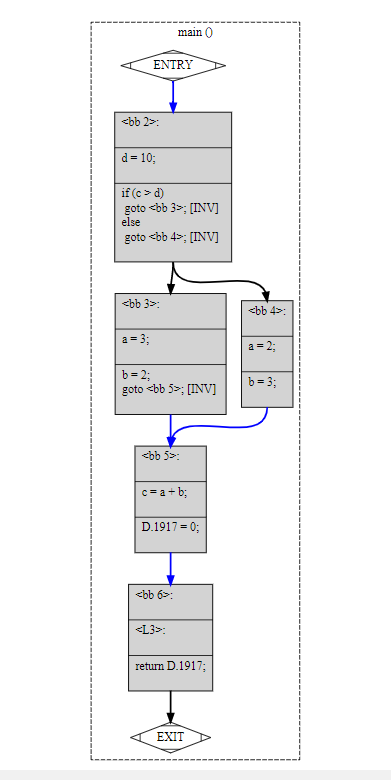 main ()
ENTRY
<bb 2>:
d = 10;
if (c > d)
goto <bb 3>; [INV]
else
goto <bb 4>; [INV]
<bb 3>:
a = 3;
b = 2;
goto <bb 5>; [INV]
<bb 4>:
a = 2;
b = 3;
<bb 5>:
c = a + b;
D.1917 = 0;
<bb 6>:
<L3>:
return D.1917;
EXIT